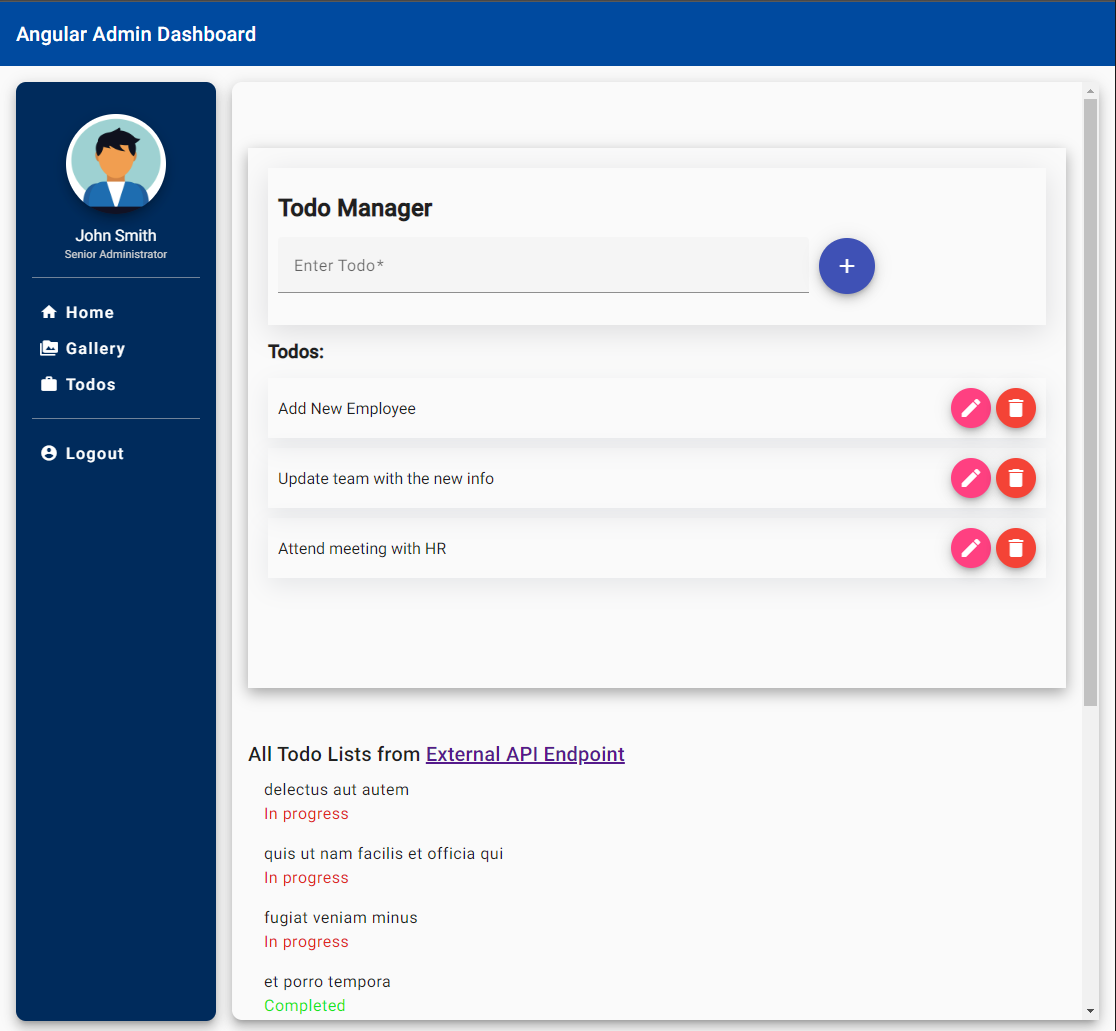 Angular Admin Dashboard
John Smith
Senior Administrator
Home
Gallery
Todos
Logout
Todo Manager
Enter Todo*
Todos:
Add New Employee
Update team with the new info
Attend meeting with HR
All Todo Lists from External API Endpoint
delectus aut autem
In progress
quis ut nam facilis et officia qui
In progress
fugiat veniam minus
In progress
et porro tempora
Completed